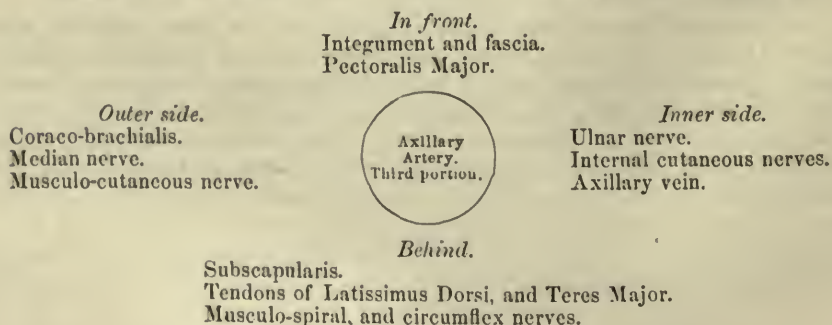 In front.
Integument and fascia.
Pectoralis Major.
Outer side.
Coraco-brachialis.
Median nerve.
Musculo-cutaneous nerve.
Axillary
Artery.
Third portion.
Inner side.
Ulnar nerve.
Internal cutaneous nerves.
Axillary vein.
Behind.
Subscapularis.
Tendons of Latissimus Dorsi, and Teres Major.
Musculo-spiral, and circumflex nerves.